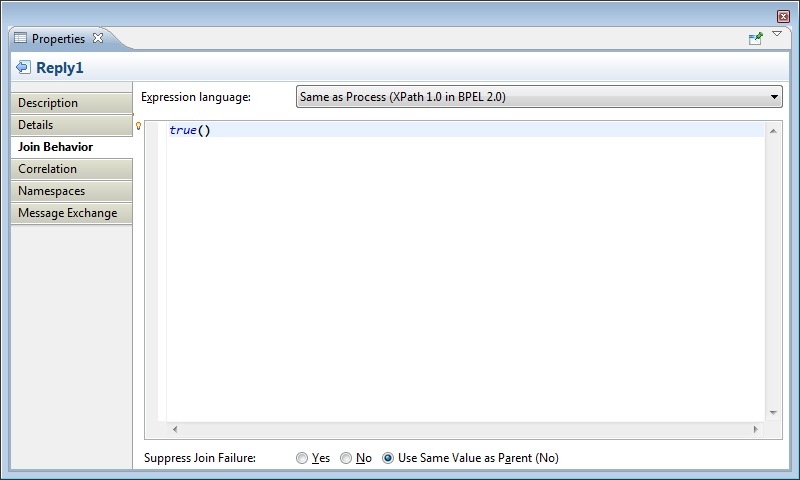 Properties
Reply1
Description
Details
Join Behavior
Correlation
Namespaces
Message Exchange
Expression language: Same as Process (XPath 1.0 in BPEL 2.0)
true()
Suppress Join Failure: Yes No Use Same Value as Parent (No)